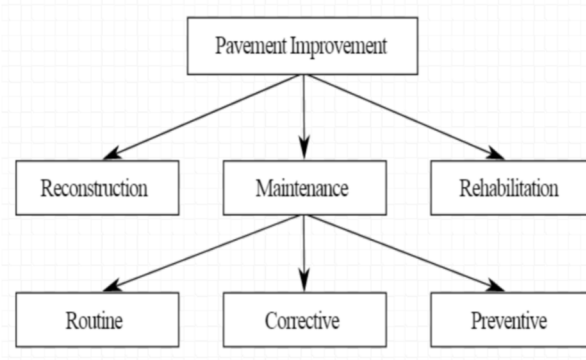 Pavement Improvement
Reconstruction
Maintenance
Rehabilitation
Routine
Corrective
Preventive